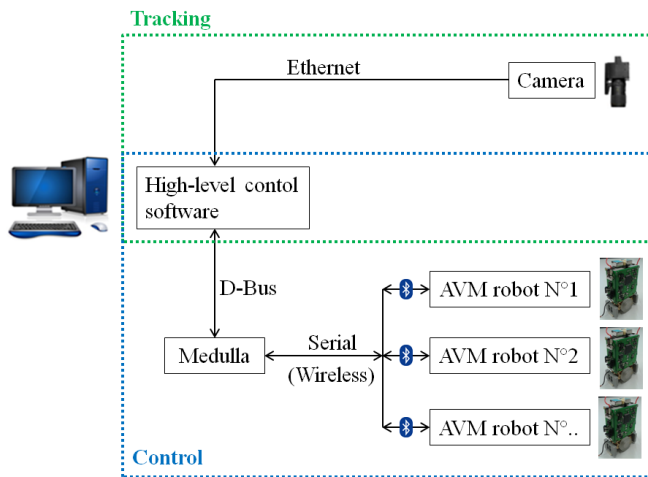 Tracking
Ethernet
Camera
High-level contol
software
D-Bus
AVM robot N°1
Medulla
Serial
(Wireless)
AVM robot N°2
AVM robot N°..
Control